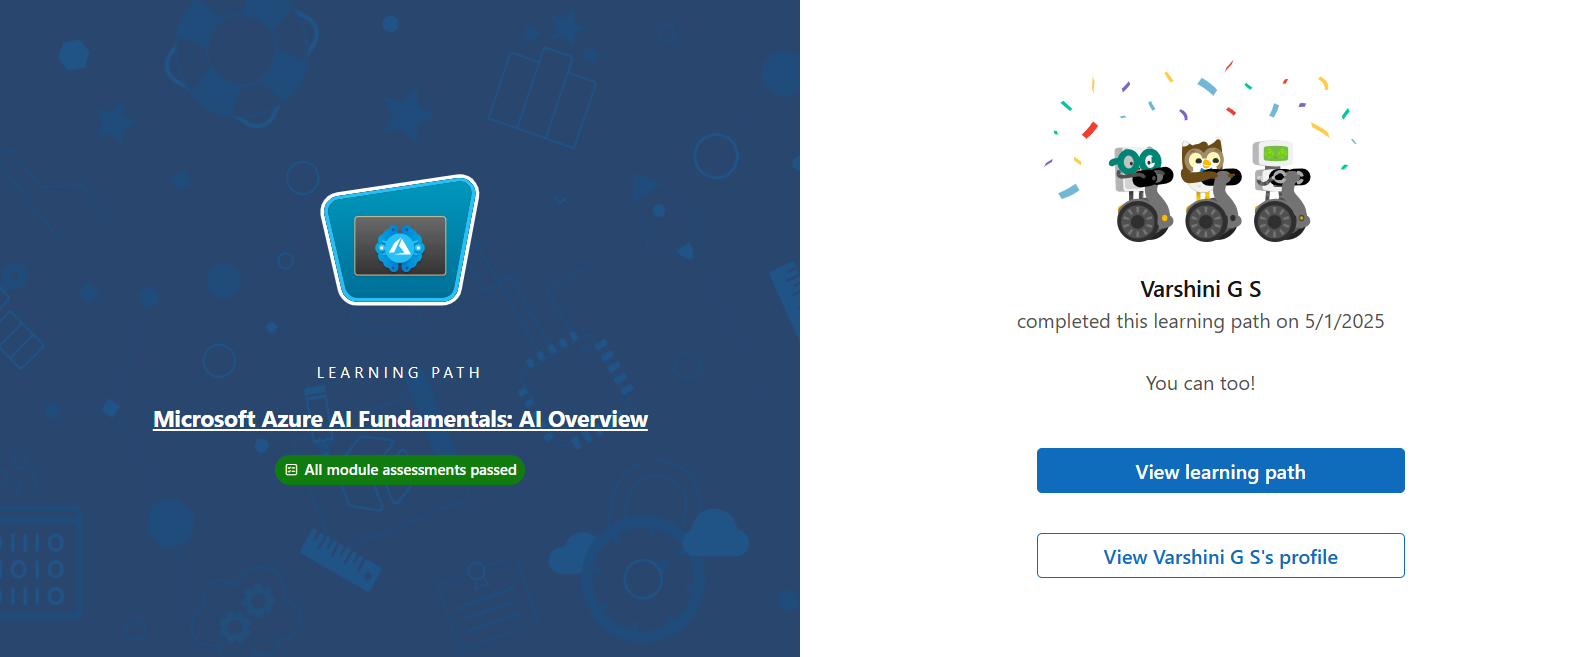 LEARNING PATH
Microsoft Azure AI Fundamentals: AI Overview
All module assessments passed
Varshini G S
completed this learning path on 5/1/2025
You can too!
View learning path
View Varshini G S's profile